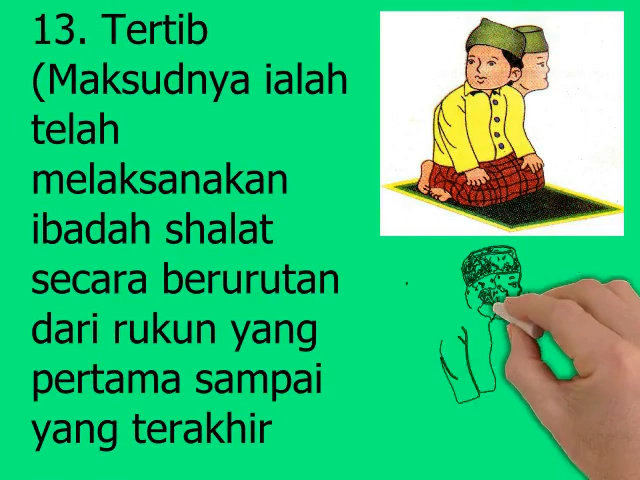 13. Tertib
(Maksudnya ialah
telah
melaksanakan
ibadah shalat
secara berurutan
dari rukun yang
pertama sampai
yang terakhir